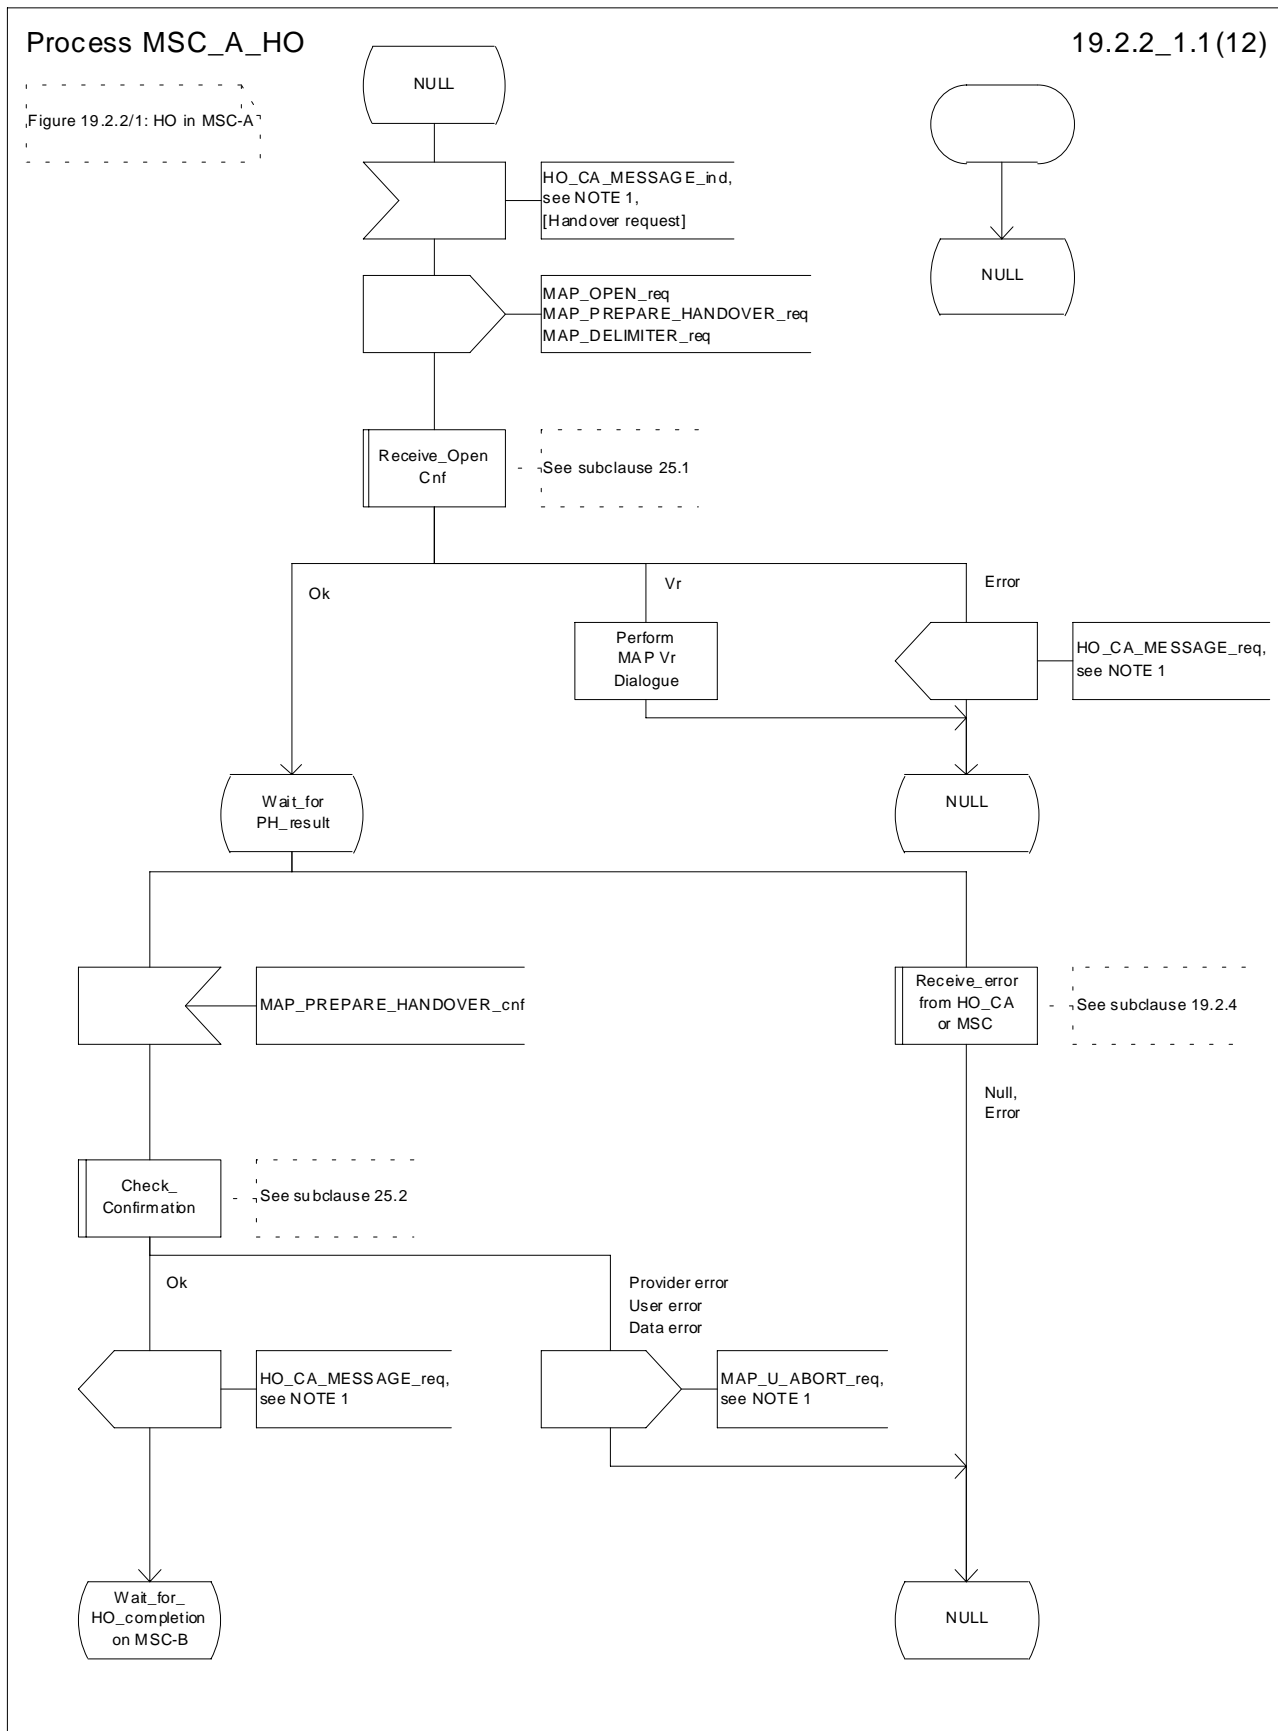 Process MSC_A_HO
19.2.2_1.1(12)
Figure 19.2.2/1: HO in MSC-A
NULL
HO_CA_MESSAGE_ind,
see NOTE 1,
[Handover request]
NULL
MAP_OPEN_req
MAP_PREPARE_HANDOVER_req
MAP_DELIMITER_req
Receive_Open
Cnf
See subclause 25.1
Ok
Vr
Error
Perform
MAP Vr
Dialogue
HO_CA_MESSAGE_req,
see NOTE 1
Wait_for
PH_result
NULL
MAP_PREPARE_HANDOVER_cnf
Receive_error
from HO_CA
or MSC
See subclause 19.2.4
Null,
Error
Check_
Confirmation
See subclause 25.2
Ok
Provider error
User error
Data error
HO_CA_MESSAGE_req,
see NOTE 1
MAP_U_ABORT_req,
see NOTE 1
Wait_for_
HO_completion
on MSC-B
NULL